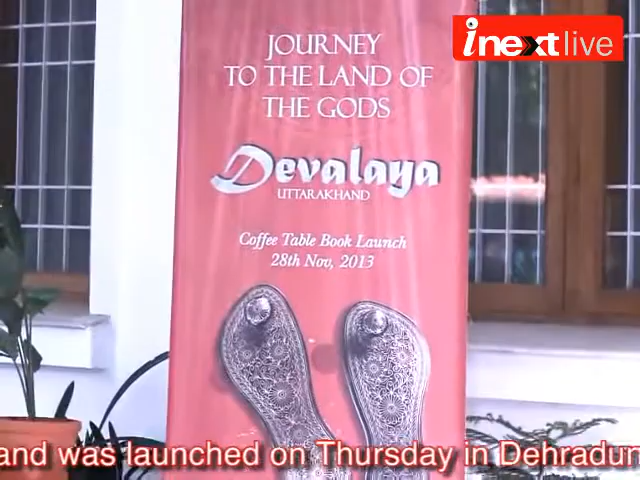 inextlive
JOURNEY
TO THE LAND OF
THE GODS
Devalaya
UTTARAKHAND
Coffee Table Book Launch
28th Nov, 2013
and was launched on Thursday in Dehradun